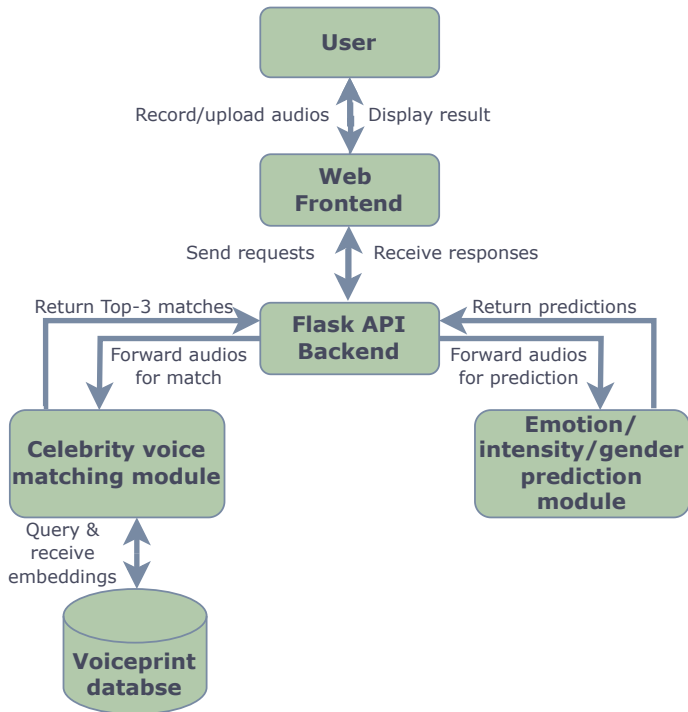 User
Record/upload audios
Display result
Web
Frontend
Send requests
Receive responses
Return Top-3 matches
Flask API
Backend
Return predictions
Forward audios
for match
Forward audios
for prediction
Celebrity voice
matching module
Emotion/
intensity/gender
prediction
module
Query &
receive
embeddings
Voiceprint
databse